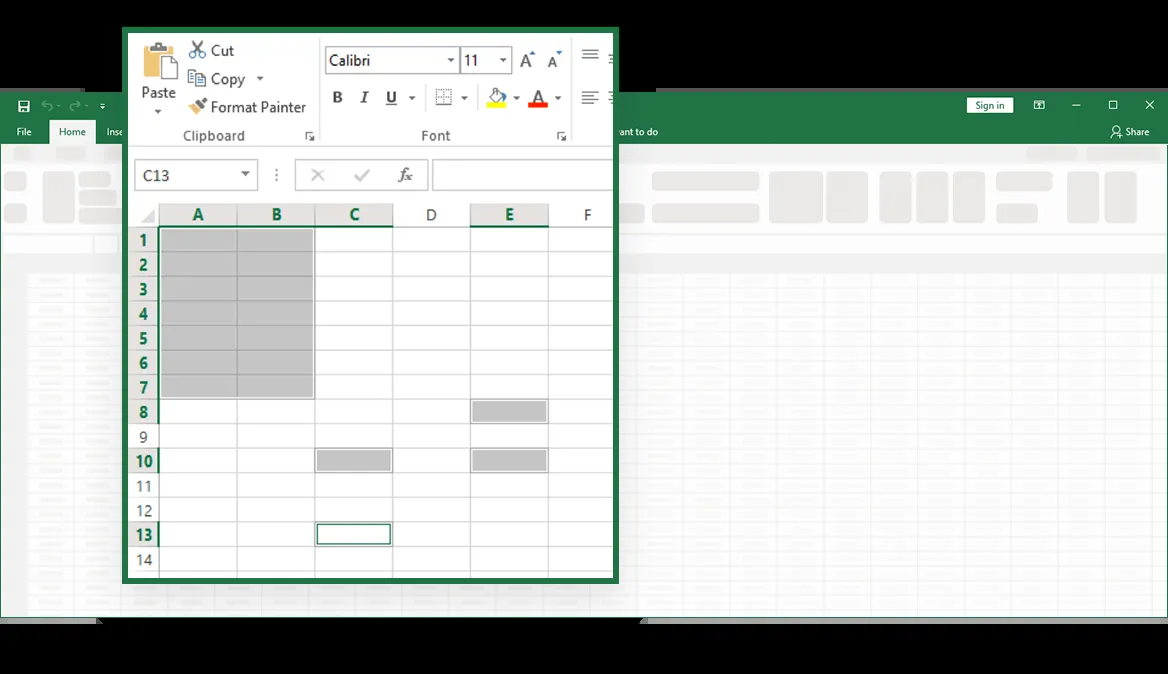 Cut
Calibri
11
A A
Paste
Copy
Format Painter
B I U
A
Clipboard
Font
Sign in
File
Home
Inse
ant to do
Share
C13
fx
A B C D E F
1
2
3
4
5
6
7
8
9
10
11
12
13
14